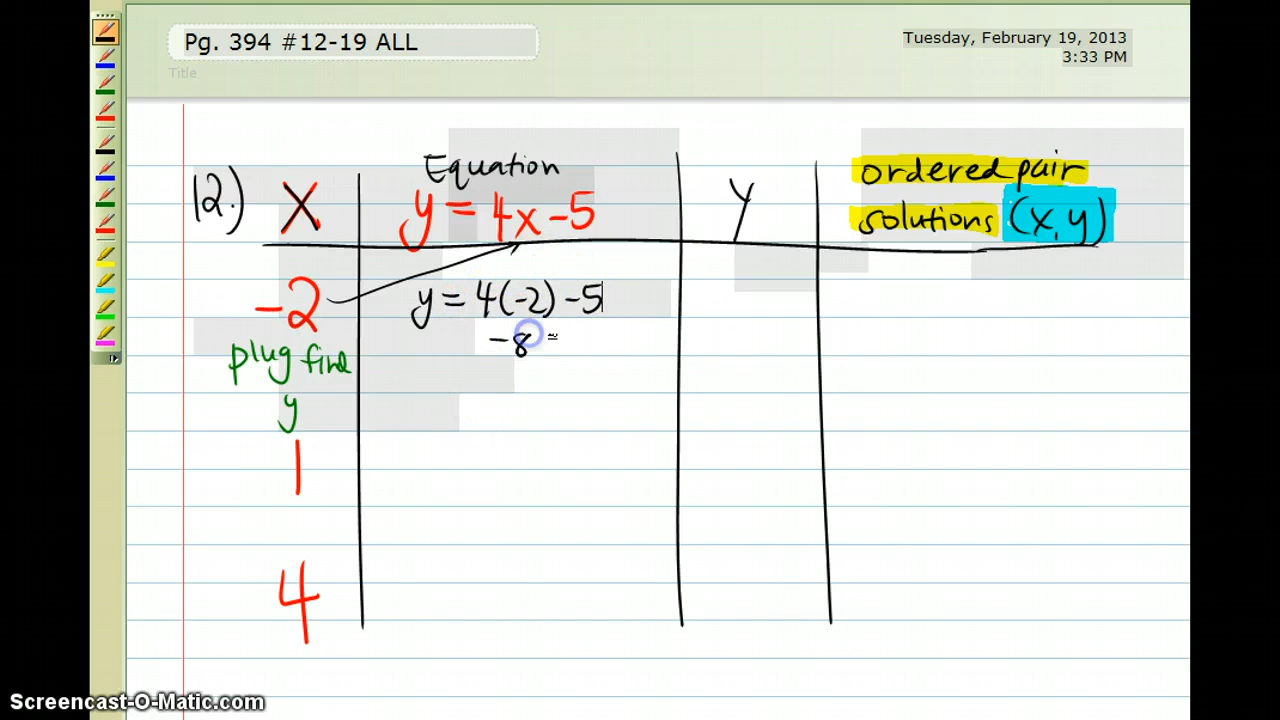 Pg. 394 #12-19 ALL
Title
Tuesday, February 19, 2013
3:33 PM
12.) X
Equation
y = 4x - 5
y
ordered pair
solutions (x, y)
-2
y = 4(-2) - 5
-8
plug find
y
1
4
Screencast-O-Matic.com